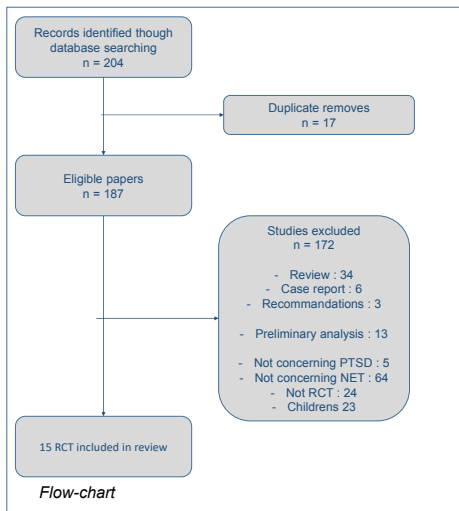 Records identified though
database searching
n = 204
Duplicate removes
n = 17
Eligible papers
n = 187
Studies excluded
n = 172
- Review : 34
- Case report : 6
- Recommandations : 3
- Preliminary analysis : 13
- Not concerning PTSD : 5
- Not concerning NET : 64
- Not RCT : 24
- Childrens 23
15 RCT included in review
Flow-chart